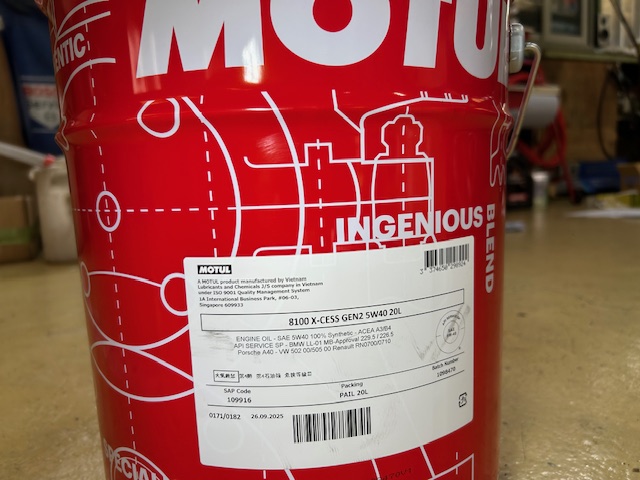 MOTUL
ENTIC
INGENIOUS
BLEND
MOTUL
A MOTUL product manufactured by Vietnam
Lubricants and Chemicals J/S company in Vietnam
under ISO 9001 Quality Management System
1A International Business Park, #06-03,
Singapore 609933
8100 X-CESS GEN2 5W40 20L
ENGINE OIL - SAE 5W40 100% Synthetic - ACEA A3/B4
API SERVICE SP - BMW LL-01 MB-Approval 229.5 / 226.5
Porsche A40 - VW 502 00/505 00 Renault RN0700/0710
SAP Code
109916
Packing
PAIL 20L
Batch Number
0171/0182
26.09.2025
SPECIAL